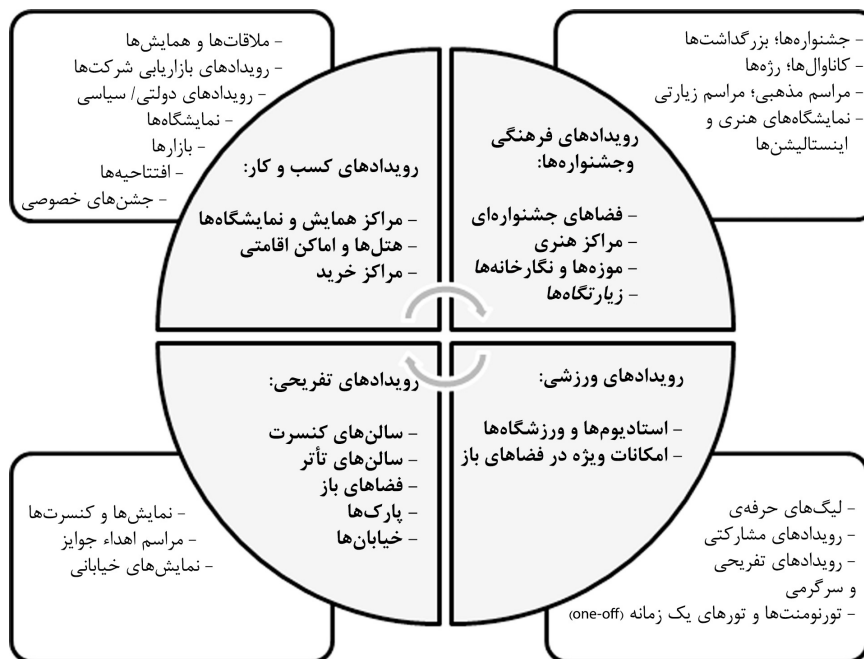 – جشنواره‌ها؛ بزرگداشت‌ها
– کاناوال‌ها؛ رژه‌ها
– مراسم مذهبی؛ مراسم زیارتی
– نمایشگاه‌های هنری و
اینستالیشن‌ها
رویدادهای فرهنگی
وجشنواره‌ها:
– فضاهای جشنواره‌ای
– مراکز هنری
– موزه‌ها و نگارخانه‌ها
– زیارتگاه‌ها
– ملاقات‌ها و همایش‌ها
– رویدادهای بازاریابی شرکت‌ها
– رویدادهای دولتی/ سیاسی
– نمایشگاه‌ها
– بازارها
– افتتاحیه‌ها
– جشن‌های خصوصی
رویدادهای کسب و کار:
– مراکز همایش و نمایشگاه‌ها
– هتل‌ها و اماکن اقامتی
– مراکز خرید
رویدادهای ورزشی:
– استادیوم‌ها و ورزشگاه‌ها
– امکانات ویژه در فضاهای باز
– لیگ‌های حرفه‌ی
– رویدادهای مشارکتی
– رویدادهای تفریحی
و سرگرمی
– تورنومنت‌ها و تورهای یک زمانه (one-off)
رویدادهای تفریحی:
– سالن‌های کنسرت
– سالن‌های تأتر
– فضاهای باز
– پارک‌ها
– خیابان‌ها
– نمایش‌ها و کنسرت‌ها
– مراسم اهداء جوایز
– نمایش‌های خیابانی